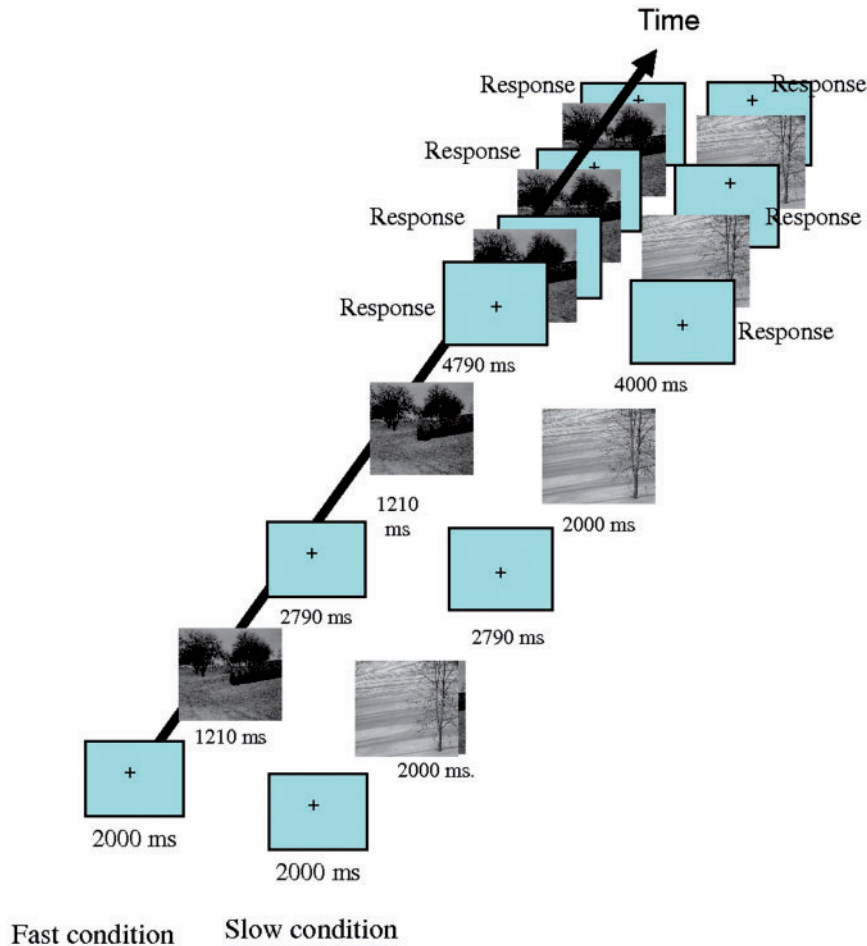 Time
Response
Response
Response
Response
Response
Response
Response
4790 ms
4000 ms
1210
ms
2000 ms
2790 ms
2790 ms
1210 ms
2000 ms.
2000 ms
2000 ms
Fast condition
Slow condition